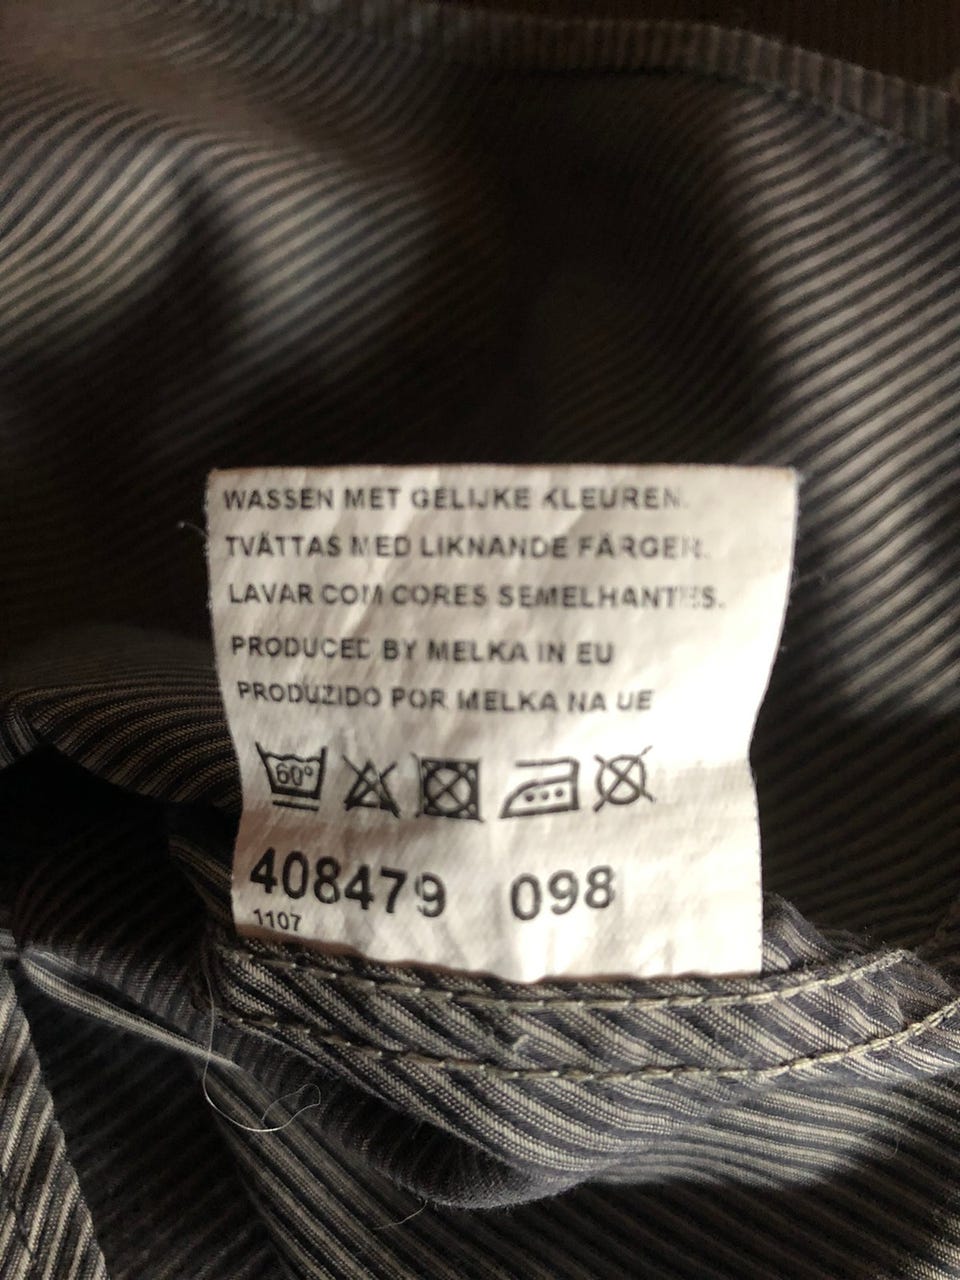 WASSEN MET GELIJKE KLEUREN.
TVÄTTAS MED LIKNANDE FÄRGER.
LAVAR COM CORES SEMELHANTES.
PRODUCED BY MELKA IN EU
PRODUZIDO POR MELKA NA UE
60°
408479 098
1107